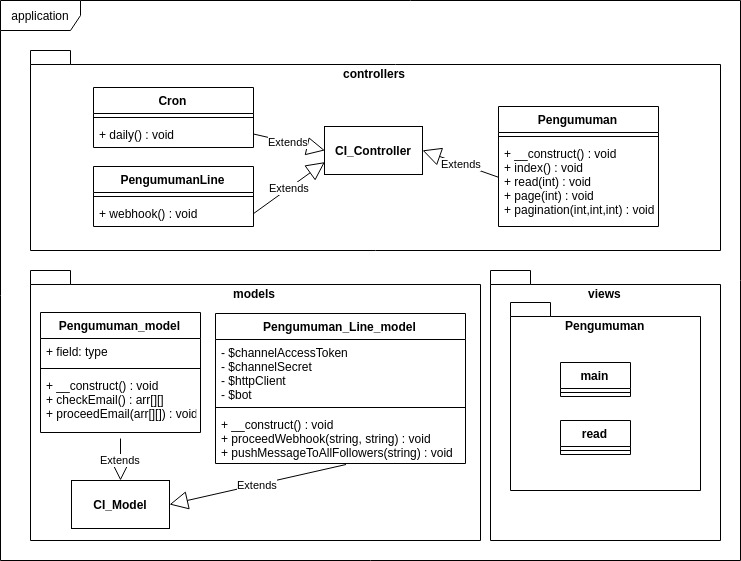 application
controllers
Cron
+ daily() : void
Extends
CI_Controller
PengumumanLine
+ webhook() : void
Extends
Extends
Pengumuman
+ __construct() : void
+ index() : void
+ read(int) : void
+ page(int) : void
+ pagination(int,int,int) : void
models
Pengumuman_model
+ field: type
+ __construct() : void
+ checkEmail() : arr[][]
+ proceedEmail(arr[][]) : void
Pengumuman_Line_model
- $channelAccessToken
- $channelSecret
- $httpClient
- $bot
+ __construct() : void
+ proceedWebhook(string, string) : void
+ pushMessageToAllFollowers(string) : void
Extends
Extends
CI_Model
views
Pengumuman
main
read